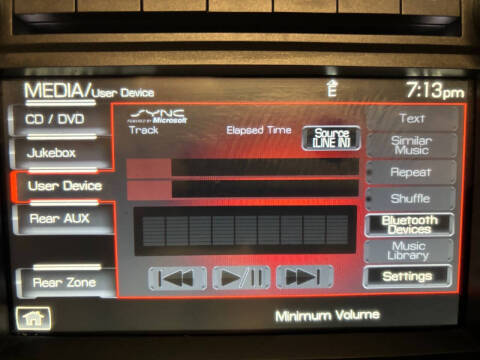 MEDIA/User Device
E
7:13pm
CD / DVD
Jukebox
User Device
Rear AUX
Rear Zone
SYNC
POWERED BY Microsoft
Track
Elapsed Time
Source
(LINE IN)
Text
Similar
Music
Repeat
Shuffle
Bluetooth
Devices
Music
Library
Settings
Minimum Volume